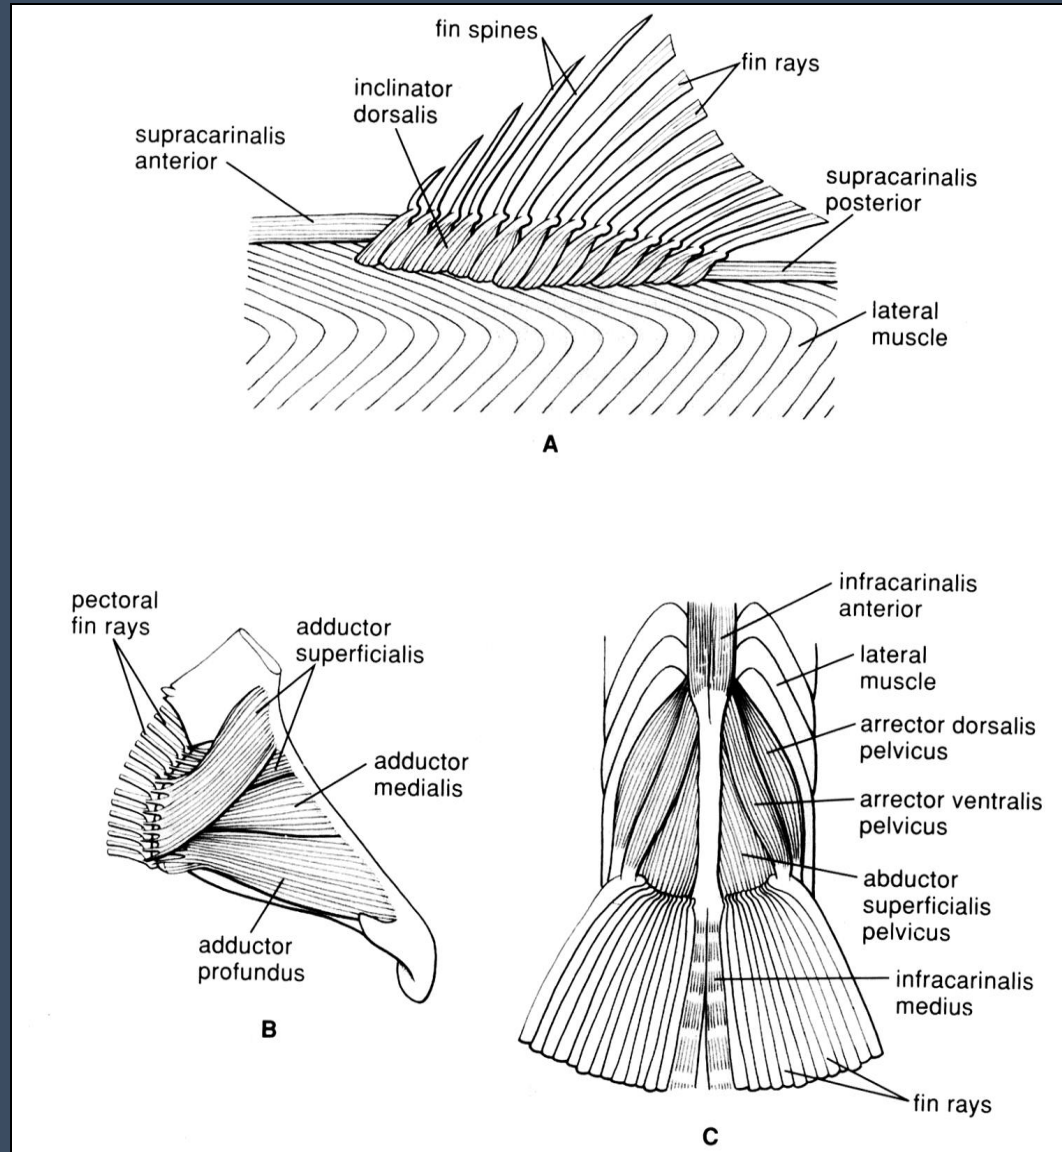 fin spines
fin rays
inclinator
dorsalis
supracarinalis
anterior
supracarinalis
posterior
lateral
muscle
A
pectoral
fin rays
adductor
superficialis
adductor
medialis
adductor
profundus
B
infracarinalis
anterior
lateral
muscle
arrector dorsalis
pelvicus
arrector ventralis
pelvicus
abductor
superficialis
pelvicus
infracarinalis
medius
fin rays
C